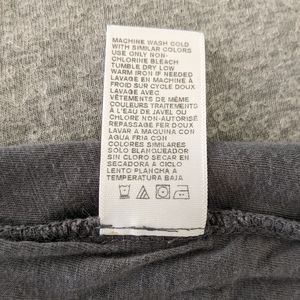 MACHINE WASH COLD
WITH SIMILAR COLORS
USE ONLY NON-
CHLORINE BLEACH
TUMBLE DRY LOW
WARM IRON IF NEEDED
LAVAGE EN MACHINE À
FROID SUR CYCLE DOUX
LAVAGE AVEC
VÊTEMENTS DE MÊME
COULEURS TRAITEMENTS
À L'EAU DE JAVEL OU
CHLORE NON-AUTORISÉ
REPASSAGE FER DOUX
LAVAR A MAQUINA CON
AGUA FRIA CON
COLORES SIMILARES
SOLO BLANQUEADOR
SIN CLORO SECAR EN
SECADORA A CICLO
LENTO PLANCHA A
TEMPERATURA BAJA